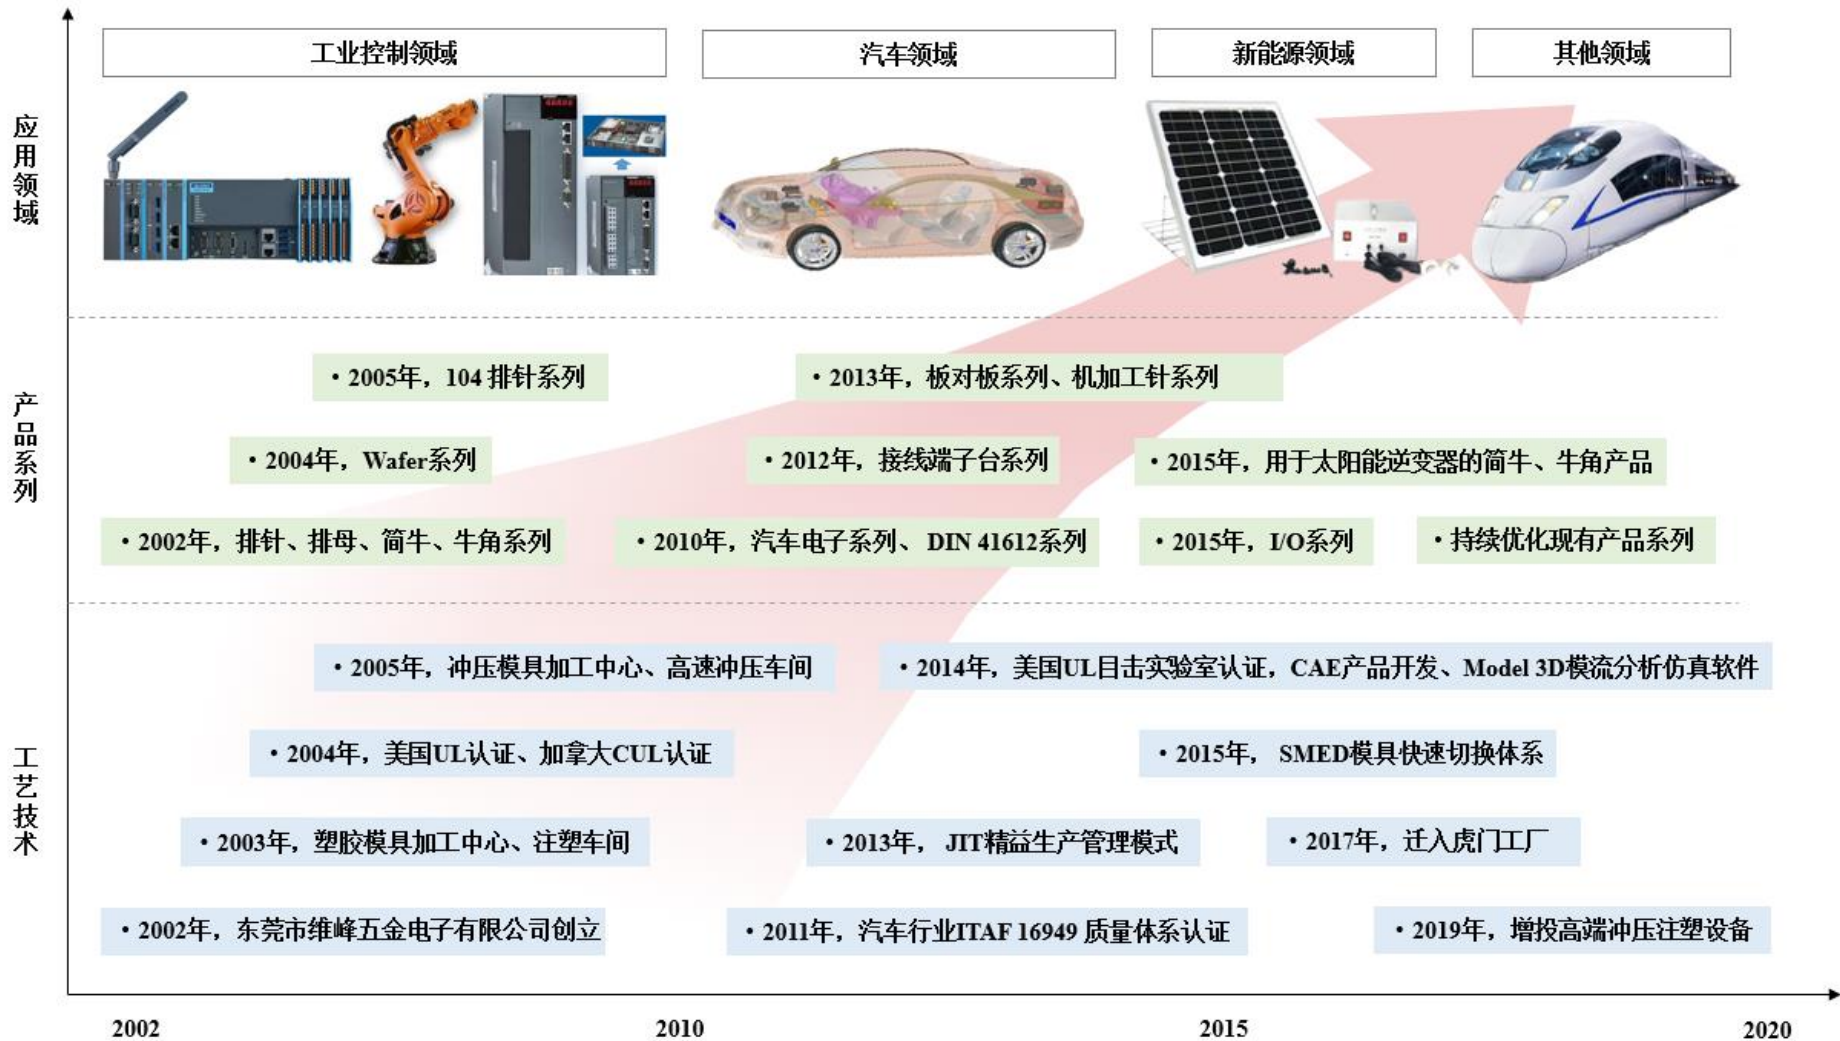 工业控制领域
汽车领域
新能源领域
其他领域
应用领域
产品系列
·2005年，104 排针系列
·2013年，板对板系列、机加工针系列
·2004年，Wafer系列
·2012年，接线端子台系列
·2015年，用于太阳能逆变器的简牛、牛角产品
·2002年，排针、排母、简牛、牛角系列
·2010年，汽车电子系列、 DIN 41612系列
·2015年，I/O系列
·持续优化现有产品系列
工艺技术
·2005年，冲压模具加工中心、高速冲压车间
·2014年，美国UL目击实验室认证，CAE产品开发、Model 3D模流分析仿真软件
·2004年，美国UL认证、加拿大CUL认证
·2015年， SMED模具快速切换体系
·2003年，塑胶模具加工中心、注塑车间
·2013年， JIT精益生产管理模式
·2017年，迁入虎门工厂
·2002年，东莞市维峰五金电子有限公司创立
·2011年，汽车行业ITAF 16949 质量体系认证
·2019年，增投高端冲压注塑设备
2002
2010
2015
2020